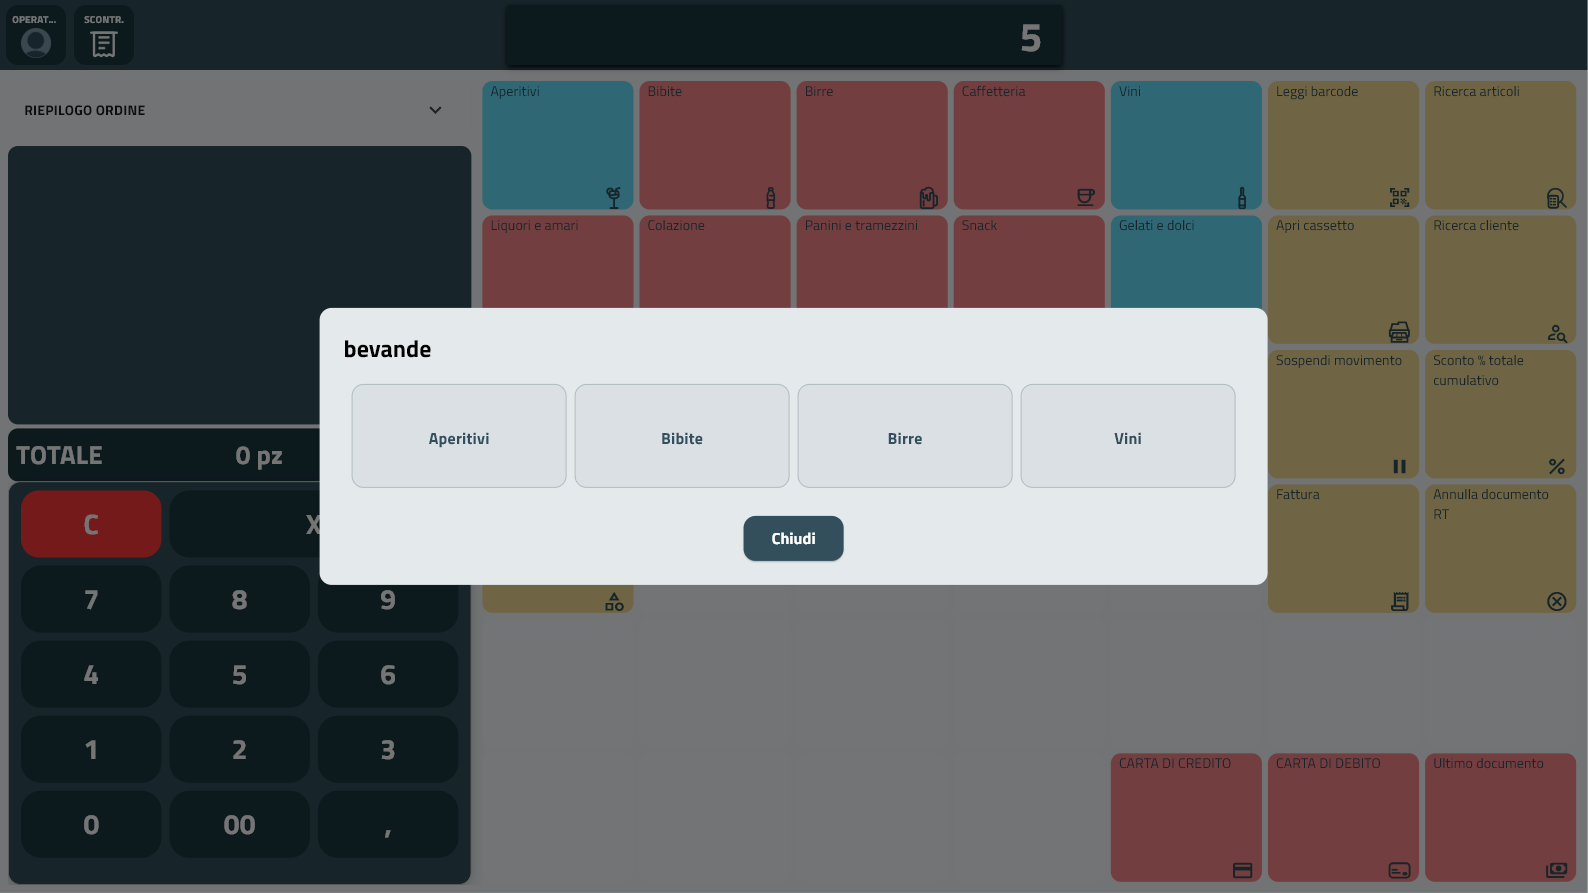 OPERAT...
SCONTR.
5
RIEPILOGO ORDINE
Aperitivi
Bibite
Birre
Caffetteria
Vini
Leggi barcode
Ricerca articoli
Liquori e amari
Colazione
Panini e tramezzini
Snack
Gelati e dolci
Apri cassetto
Ricerca cliente
bevande
Aperitivi
Bibite
Birre
Vini
Chiudi
Sospendi movimento
Sconto % totale
cumulativo
TOTALE
0 pz
Fattura
Annulla documento
RT
C
X
7
8
9
4
5
6
1
2
3
0
00
,
CARTA DI CREDITO
CARTA DI DEBITO
Ultimo documento